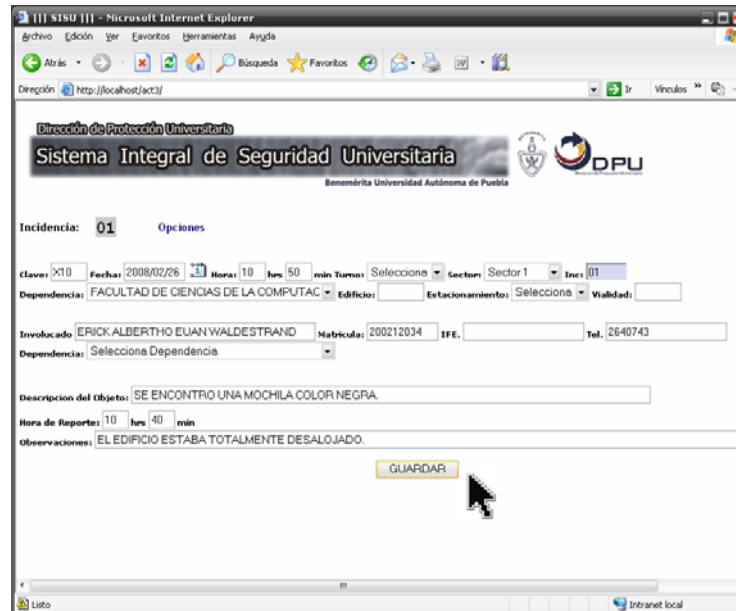 ||| SISU ||| - Microsoft Internet Explorer
Archivo Edición Ver Favoritos Herramientas Ayuda
Atrás Búsqueda Favoritos
Dirección http://localhost/act3/ Ir Vínculos »
Dirección de Protección Universitaria
Sistema Integral de Seguridad Universitaria
DPU
Benemérita Universidad Autónoma de Puebla
Incidencia: 01 Opciones
Clave: X10 Fecha: 2008/02/26 Hora: 10 hrs 50 min Turno: Selecciona Sector: Sector 1 Inc: 01
Dependencia: FACULTAD DE CIENCIAS DE LA COMPUTAC Edificio: Estacionamiento: Selecciona Vialidad:
Involucado ERICK ALBERTHO EUAN WALDESTRAND Matricula: 200212034 IFE. Tel. 2640743
Dependencia: Selecciona Dependencia
Descripcion del Objeto: SE ENCONTRO UNA MOCHILA COLOR NEGRA.
Hora de Reporte: 10 hrs 40 min
Observaciones: EL EDIFICIO ESTABA TOTALMENTE DESALOJADO.
GUARDAR
Listo Intranet local